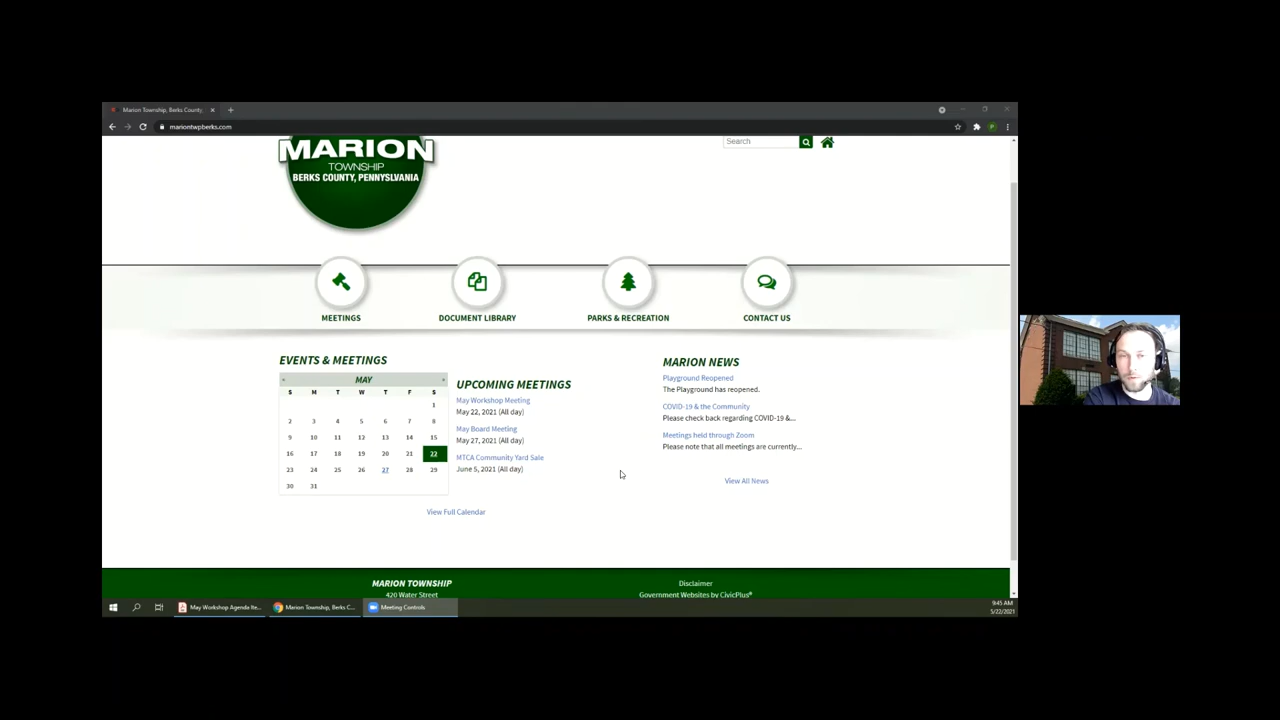 Marion Township, Berks County
mariontwpberks.com
MARION
TOWNSHIP
BERKS COUNTY, PENNYSLVANIA
Search
MEETINGS
DOCUMENT LIBRARY
PARKS & RECREATION
CONTACT US
EVENTS & MEETINGS
MAY
S M T W T F S
1
2 3 4 5 6 7 8
9 10 11 12 13 14 15
16 17 18 19 20 21 22
23 24 25 26 27 28 29
30 31
View Full Calendar
UPCOMING MEETINGS
May Workshop Meeting
May 22, 2021 (All day)
May Board Meeting
May 27, 2021 (All day)
MTCA Community Yard Sale
June 5, 2021 (All day)
MARION NEWS
Playground Reopened
The Playground has reopened.
COVID-19 & the Community
Please check back regarding COVID-19 &...
Meetings held through Zoom
Please note that all meetings are currently...
View All News
MARION TOWNSHIP
420 Water Street
Disclaimer
Government Websites by CivicPlus®
May Workshop Agenda Ite...
Marion Township, Berks C...
Meeting Controls
9:45 AM
5/22/2021